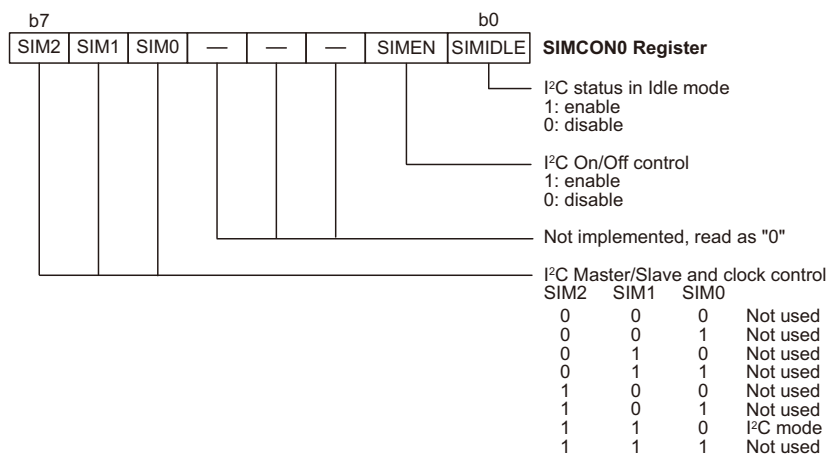 b7 b0
SIM2 SIM1 SIM0 — — — SIMEN SIMIDLE SIMCON0 Register
I²C status in Idle mode
1: enable
0: disable
I²C On/Off control
1: enable
0: disable
Not implemented, read as "0"
I²C Master/Slave and clock control
SIM2 SIM1 SIM0
0 0 0 Not used
0 0 1 Not used
0 1 0 Not used
0 1 1 Not used
1 0 0 Not used
1 0 1 Not used
1 1 0 I²C mode
1 1 1 Not used